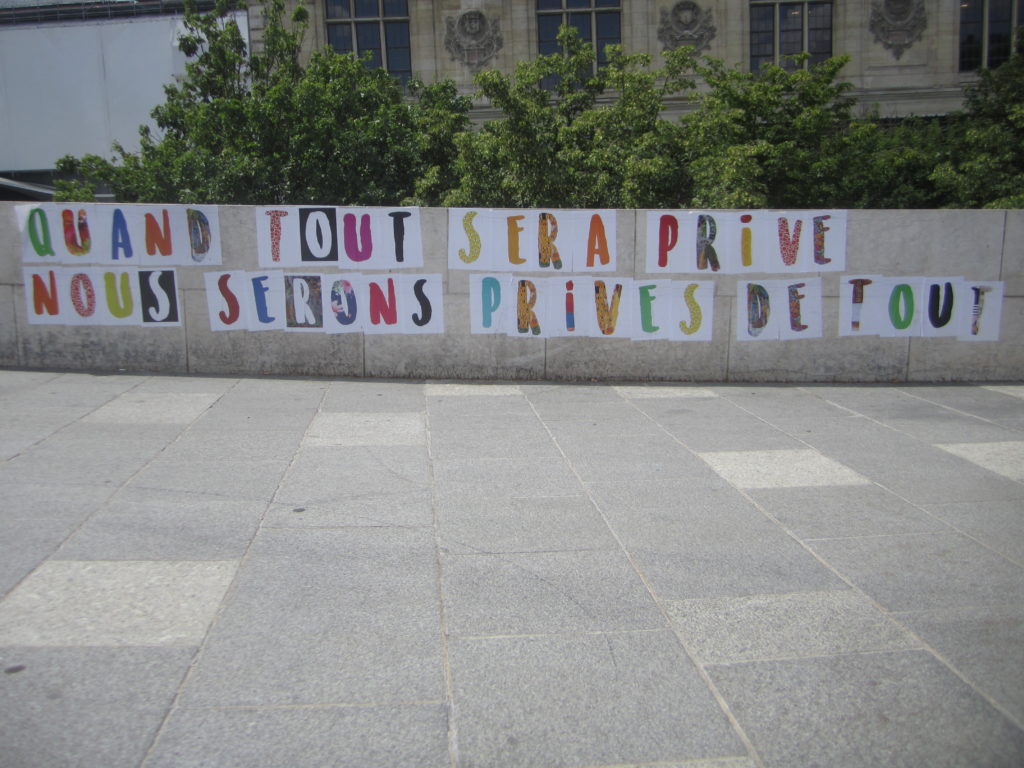 QUAND TOUT SERA PRIVE
NOUS SERONS PRIVES DE TOUT